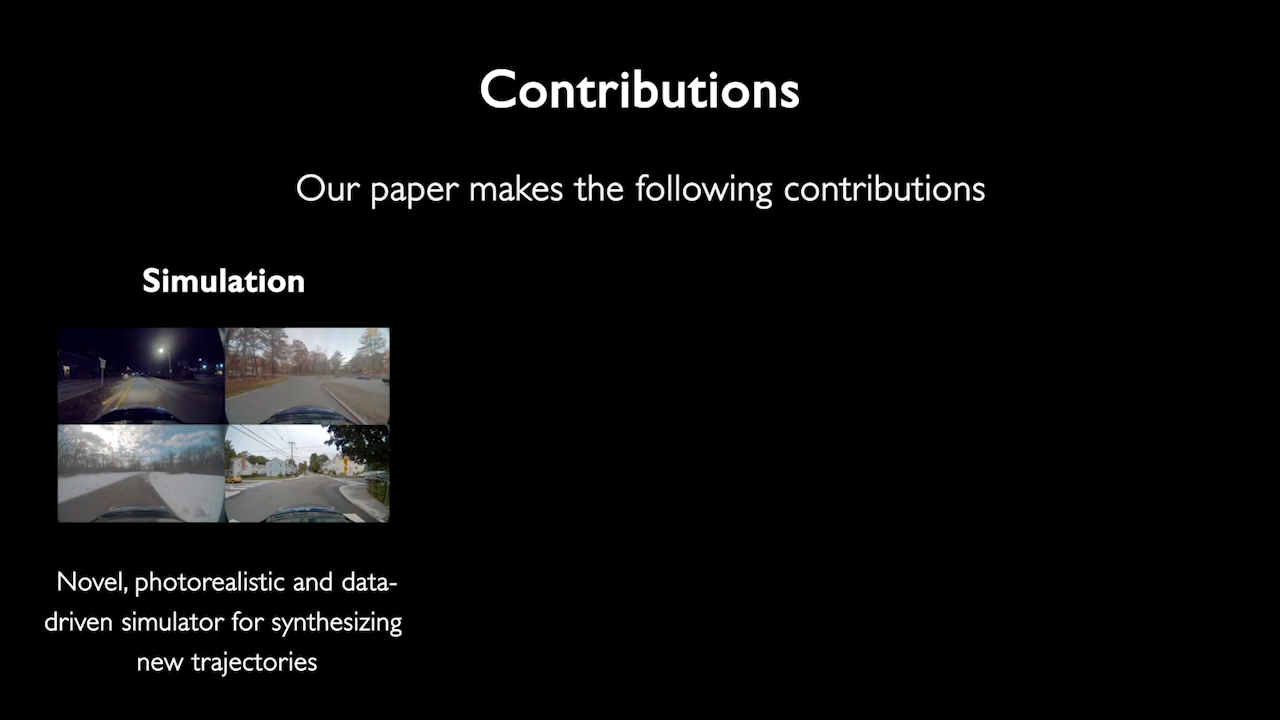 Contributions
Our paper makes the following contributions
Simulation
Novel, photorealistic and data-
driven simulator for synthesizing
new trajectories